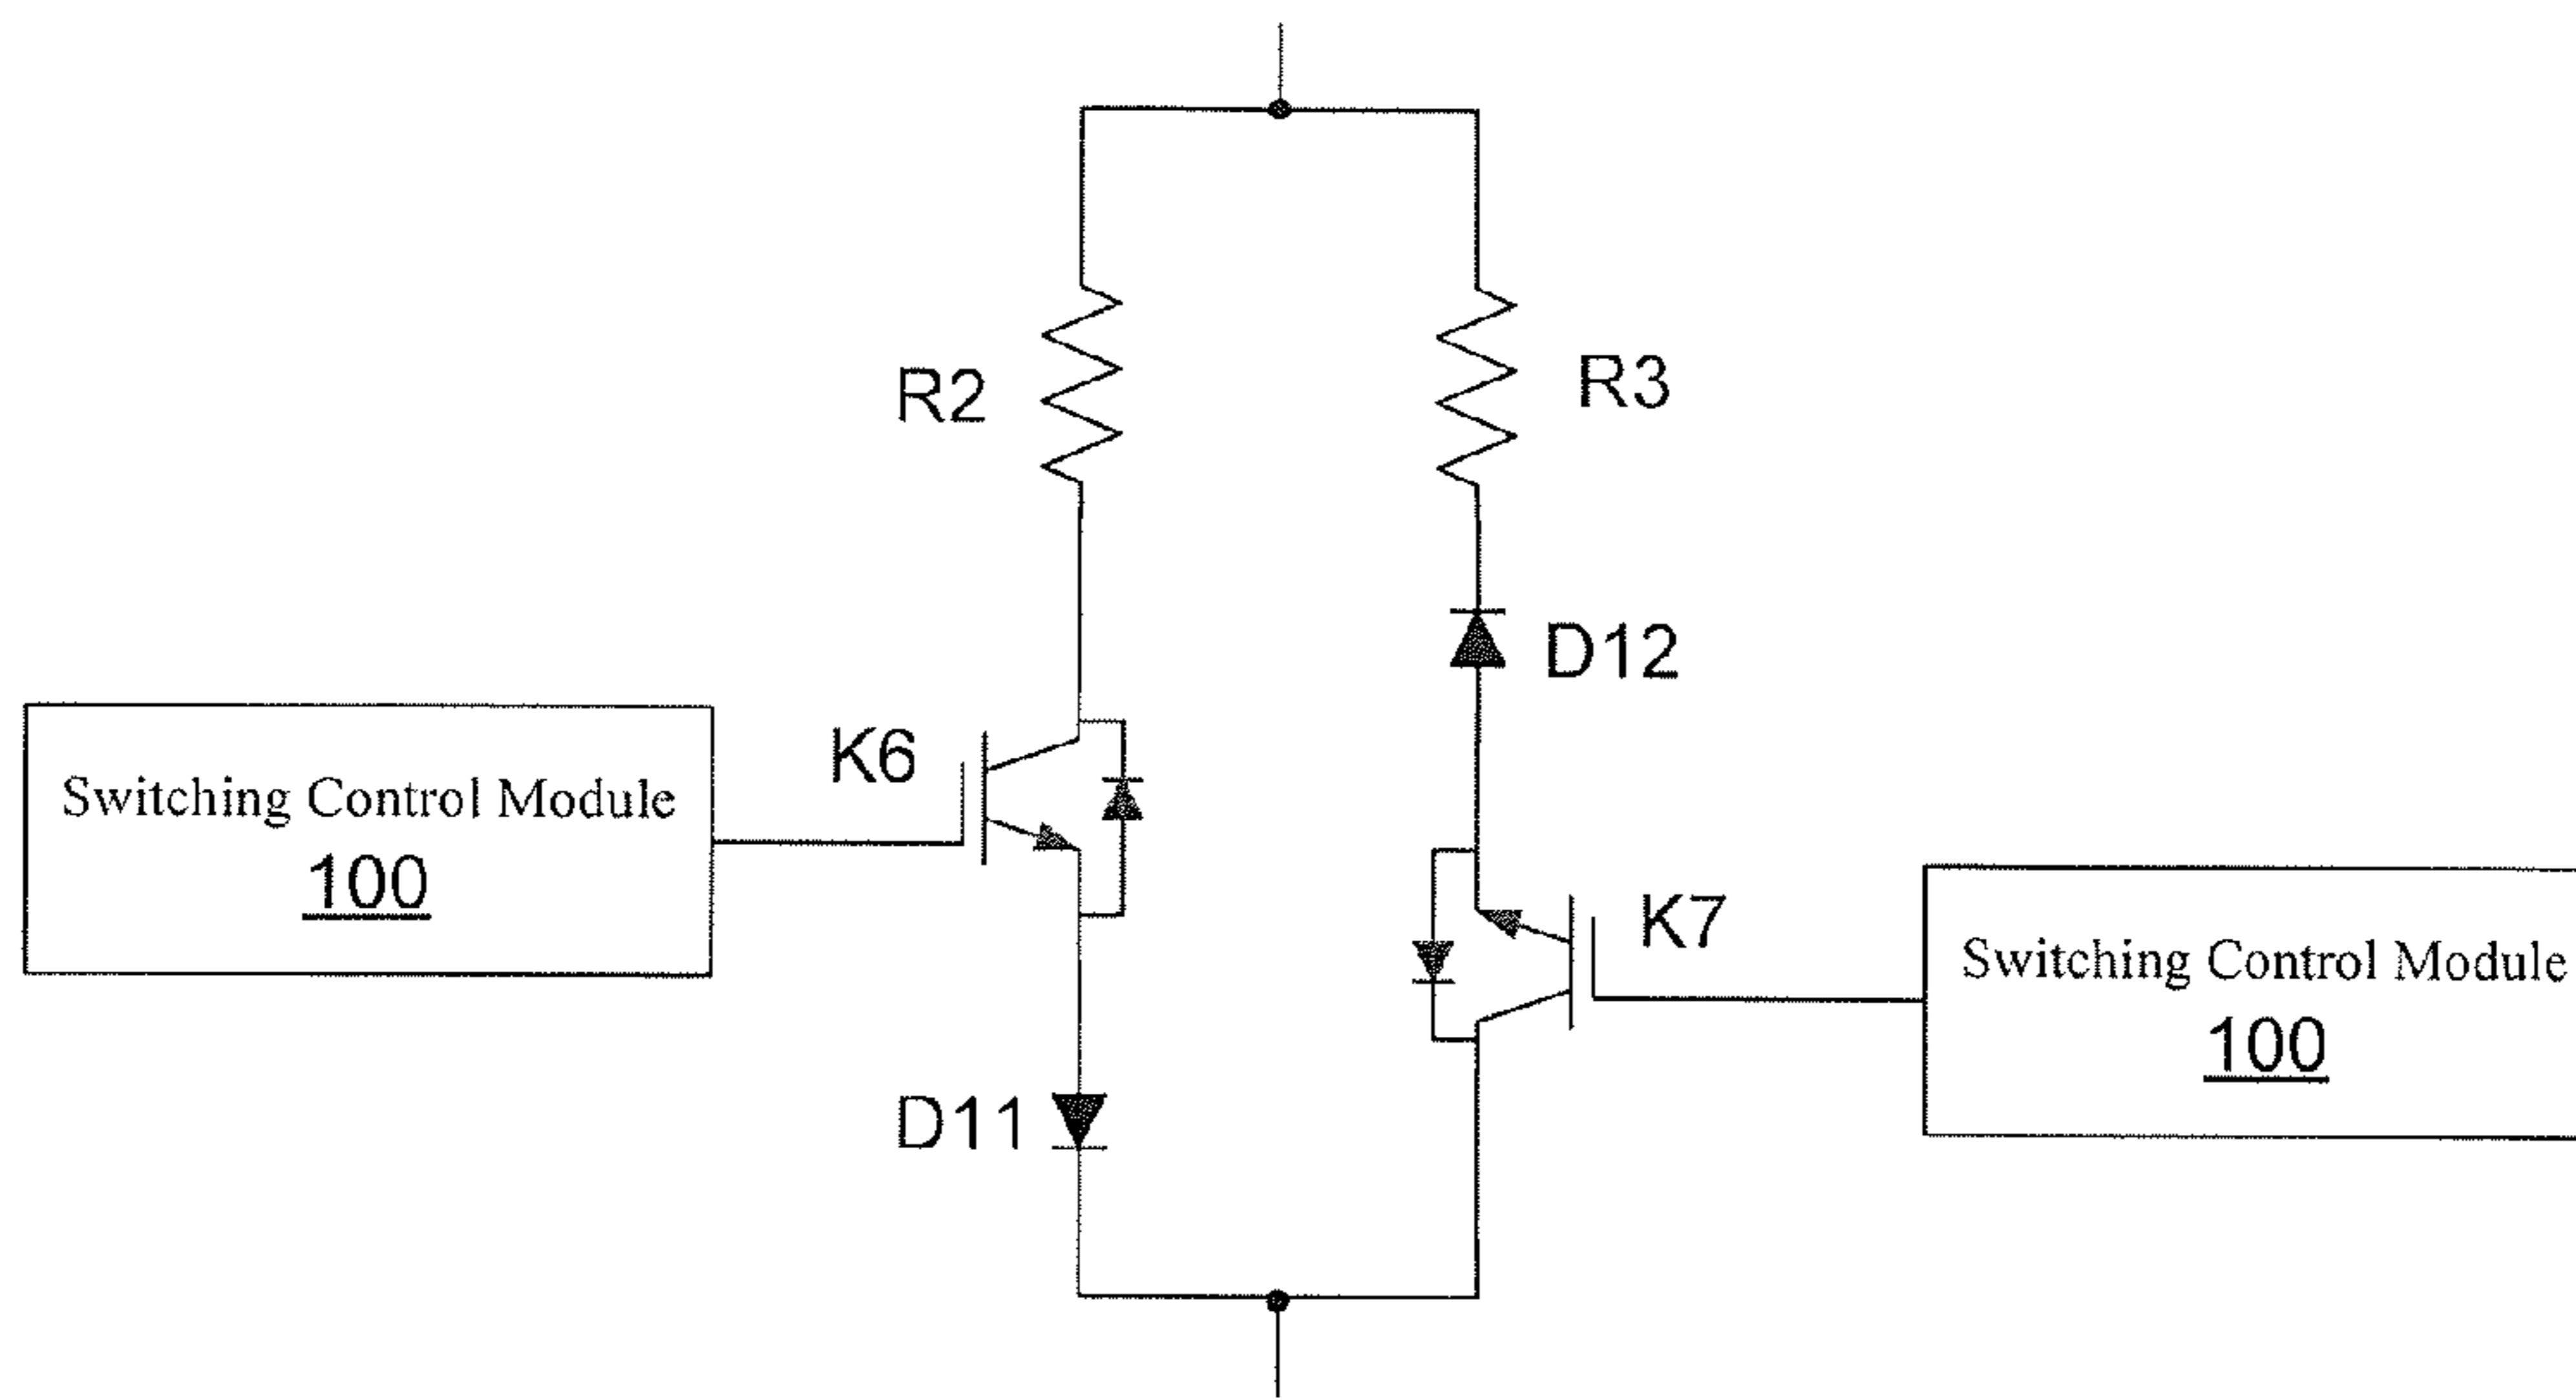 R2
R3
D12
K6
Switching Control Module
100
K7
Switching Control Module
100
D11